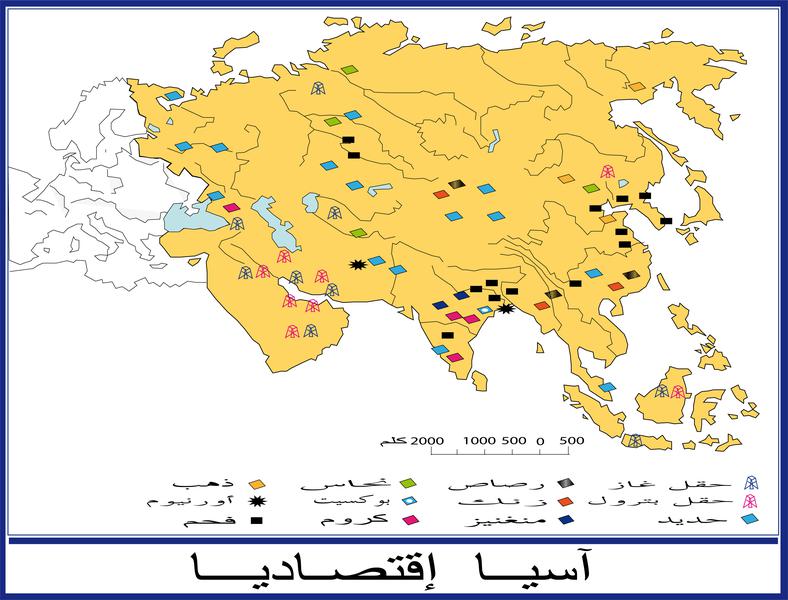 كلم 2000 1000 500 0 500
حقل غاز رصاص نحاس ذهب
حقل بترول زنك بوكسيت أورنيوم
حديد منغنيز كروم فحم
آسيا إقتصاديا